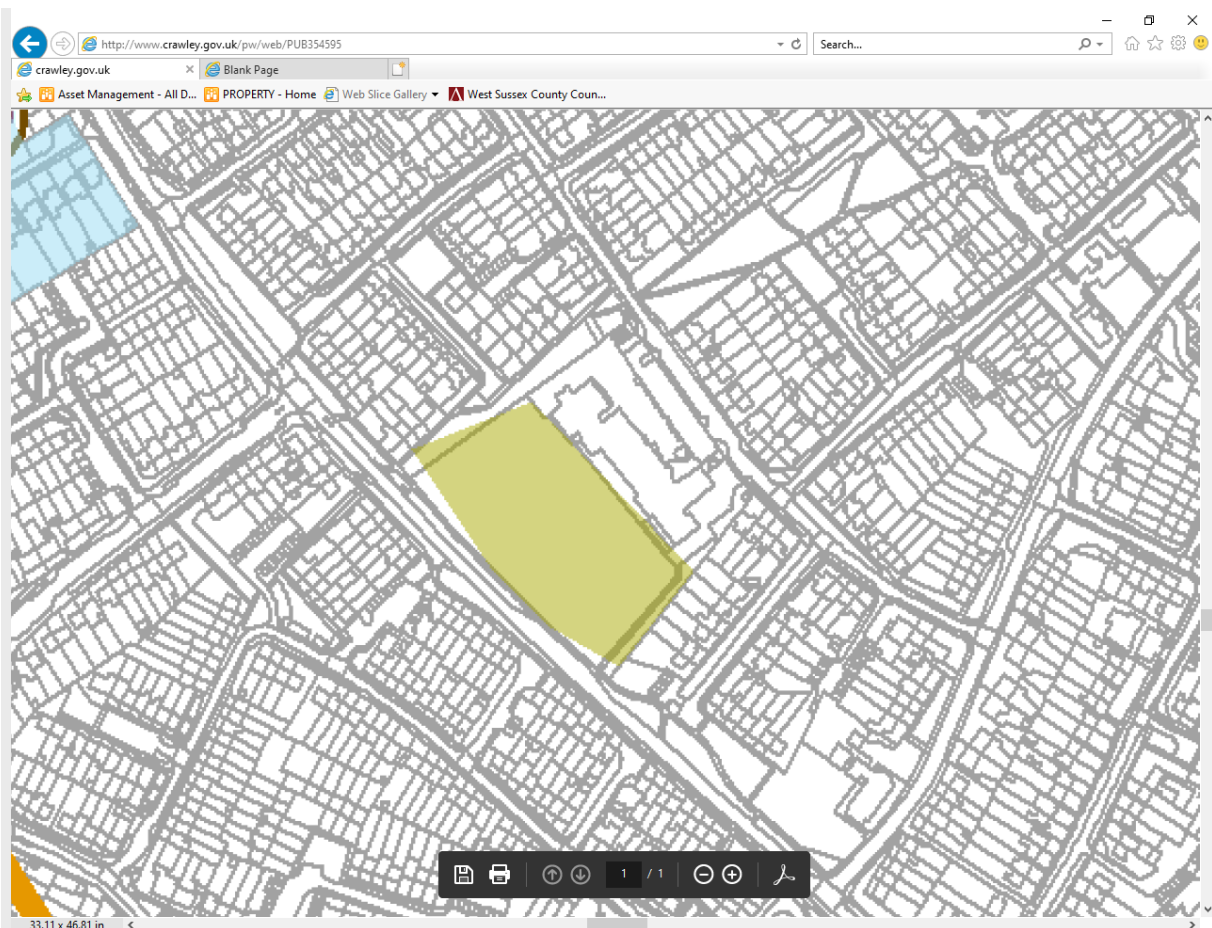 http://www.crawley.gov.uk/pw/web/PUB354595
Search...
crawley.gov.uk
Blank Page
Asset Management - All D...
PROPERTY - Home
Web Slice Gallery
West Sussex County Coun...
1 / 1
33.11 x 46.81 in